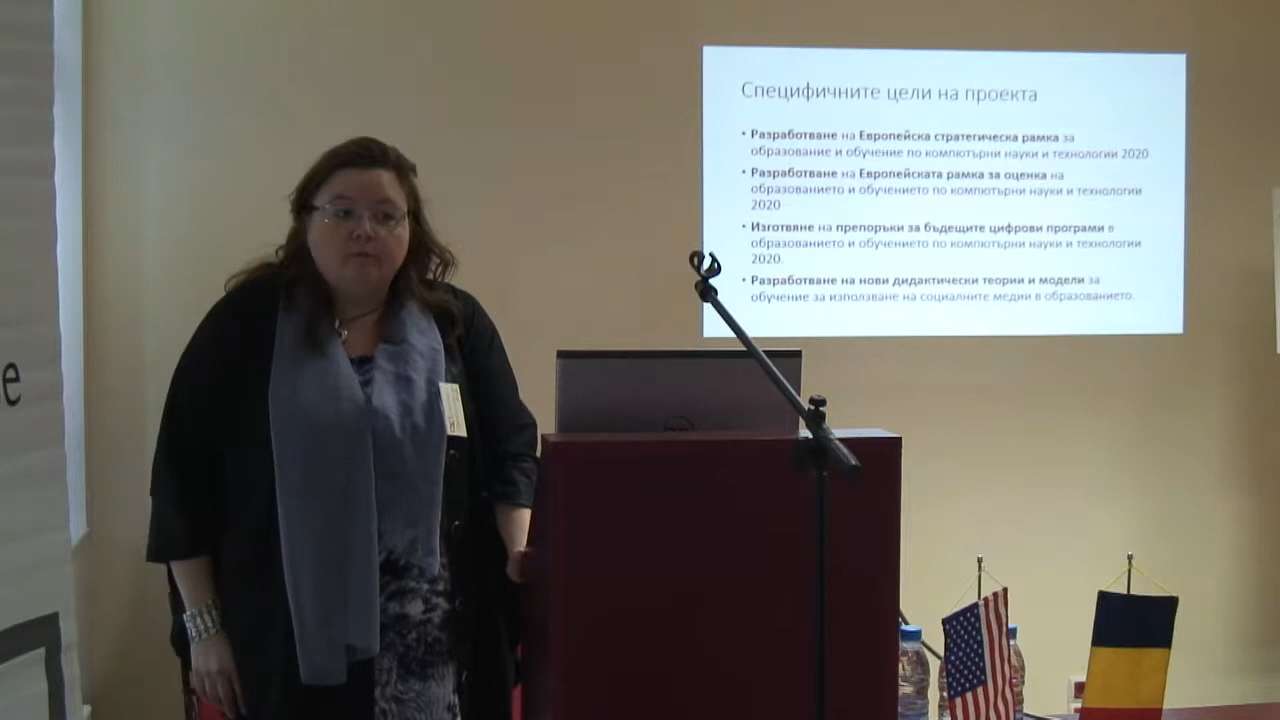 Специфичните цели на проекта
• Разработване на Европейска стратегическа рамка за
образование и обучение по компютърни науки и технологии 2020
• Разработване на Европейската рамка за оценка на
образованието и обучението по компютърни науки и технологии
2020
• Изготвяне на препоръки за бъдещите цифрови програми в
образованието и обучението по компютърни науки и технологии
2020.
• Разработване на нови дидактически теории и модели за
обучение за използване на социалните медии в образованието.
е